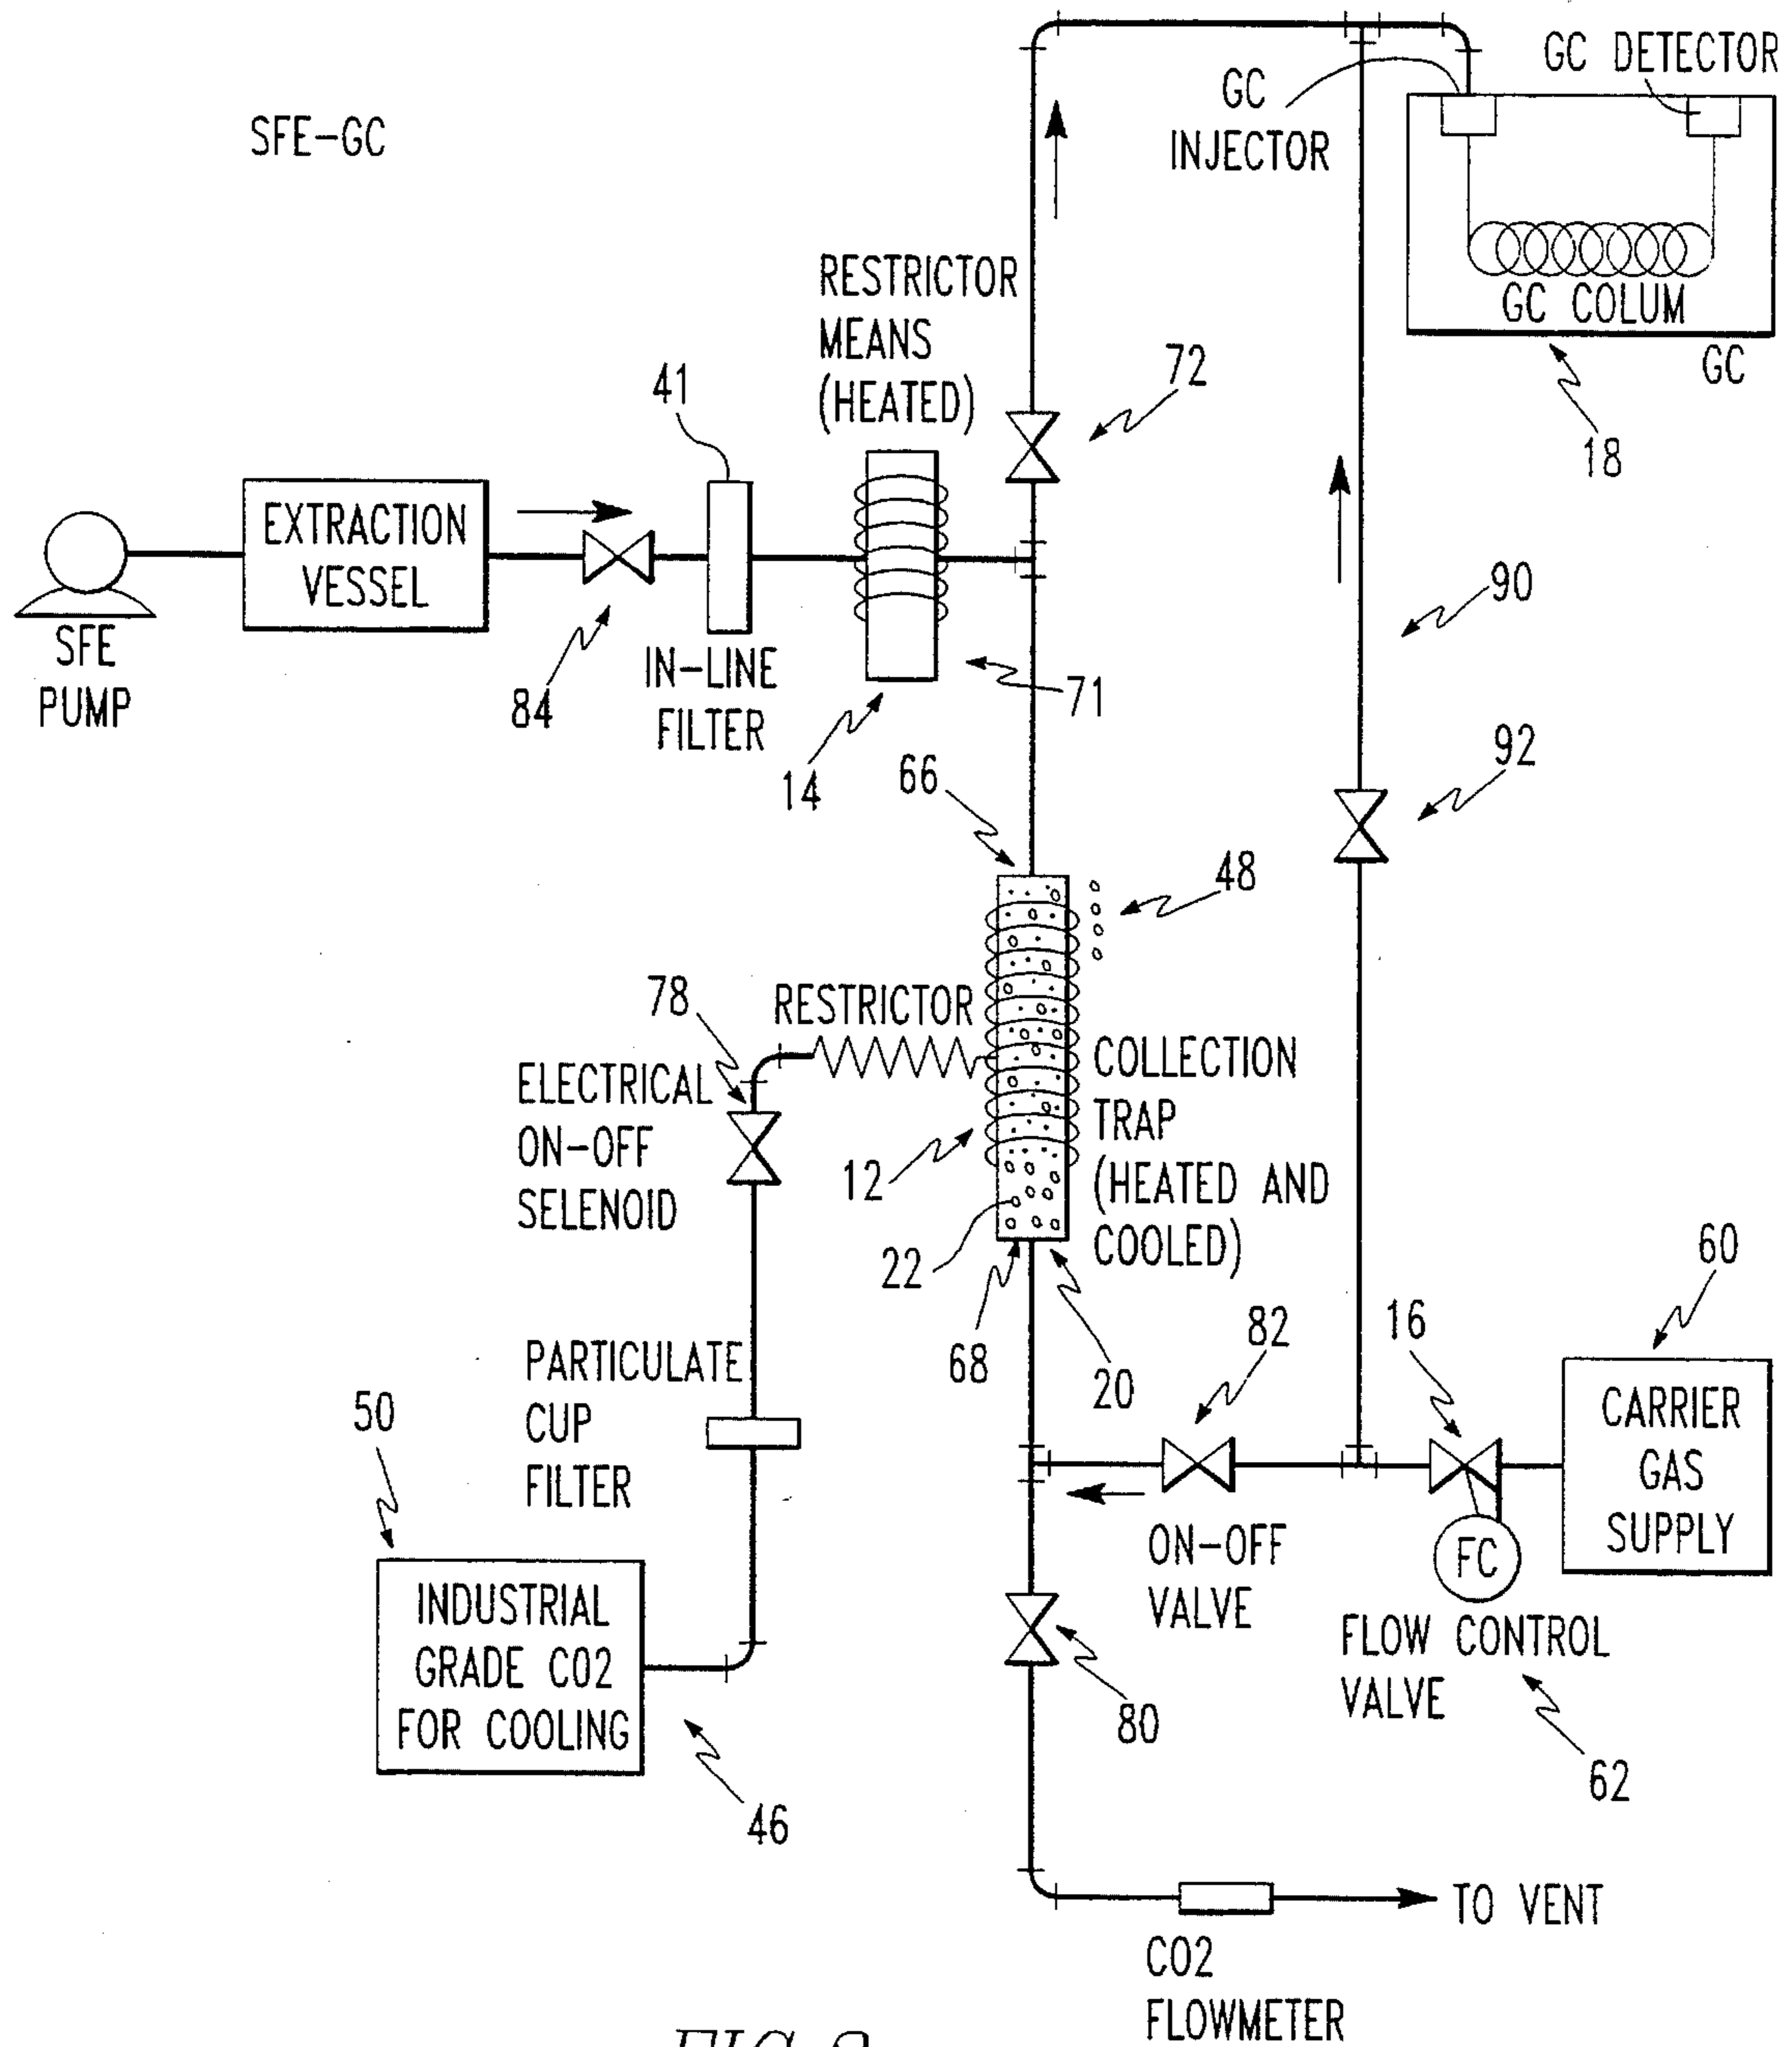 SFE-GC
GC
INJECTOR
GC DETECTOR
GC COLUM
GC
18
RESTRICTOR
MEANS
(HEATED)
72
41
EXTRACTION
VESSEL
SFE
PUMP
84
IN-LINE
FILTER
14
71
90
92
66
48
78
RESTRICTOR
ELECTRICAL
ON-OFF
SELENOID
COLLECTION
TRAP
(HEATED AND
COOLED)
12
22
68
20
82
16
60
PARTICULATE
CUP
FILTER
50
CARRIER
GAS
SUPPLY
FC
ON-OFF
VALVE
FLOW CONTROL
VALVE
62
INDUSTRIAL
GRADE CO2
FOR COOLING
46
80
TO VENT
CO2
FLOWMETER